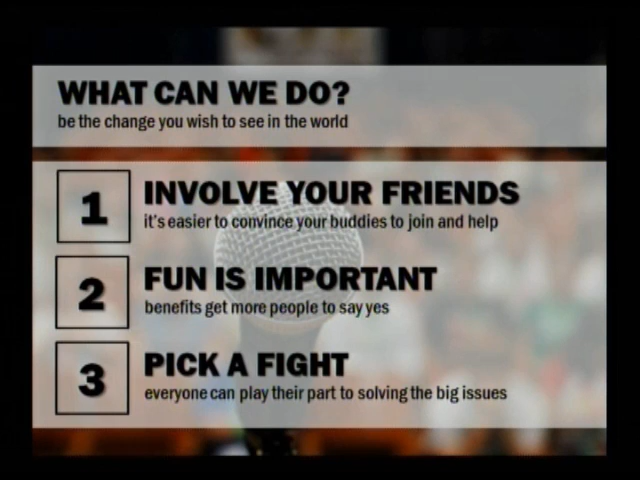 WHAT CAN WE DO?
be the change you wish to see in the world
1 INVOLVE YOUR FRIENDS
it's easier to convince your buddies to join and help
2 FUN IS IMPORTANT
benefits get more people to say yes
3 PICK A FIGHT
everyone can play their part to solving the big issues